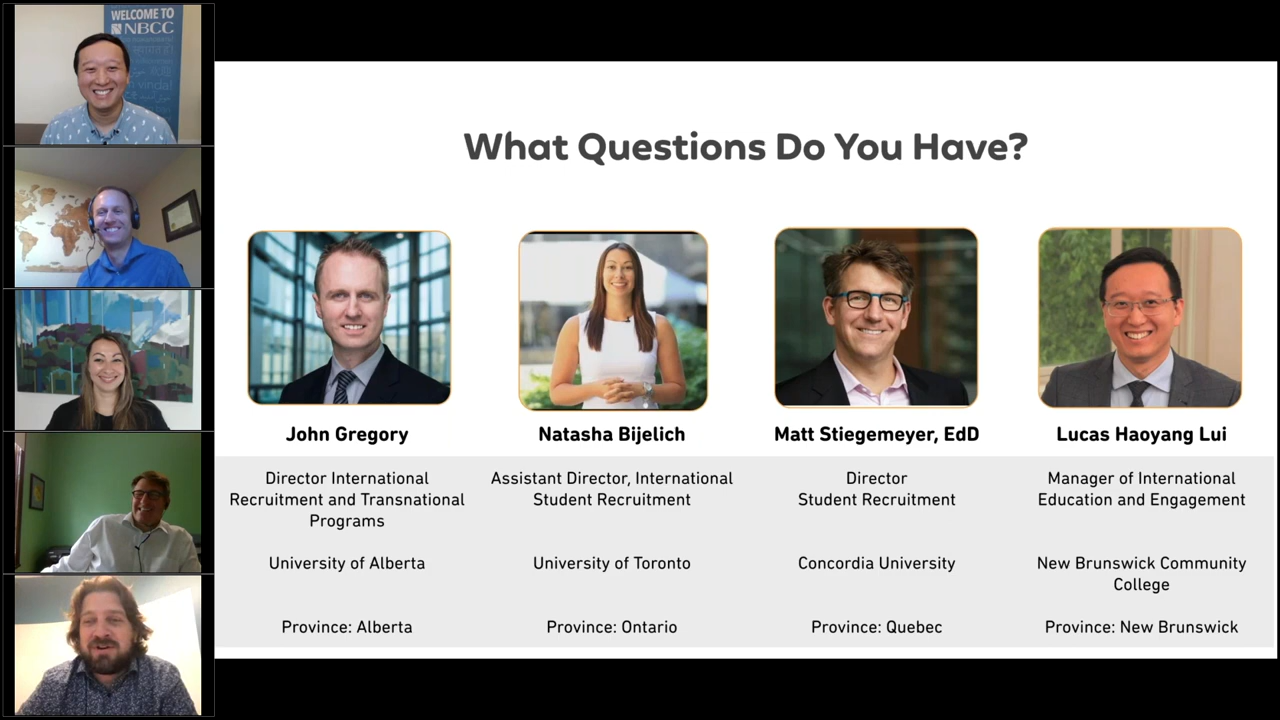 WELCOME TO
NBCC
What Questions Do You Have?
John Gregory
Natasha Bijelich
Matt Stiegemeyer, EdD
Lucas Haoyang Lui
Director International
Recruitment and Transnational
Programs
Assistant Director, International
Student Recruitment
Director
Student Recruitment
Manager of International
Education and Engagement
University of Alberta
University of Toronto
Concordia University
New Brunswick Community
College
Province: Alberta
Province: Ontario
Province: Quebec
Province: New Brunswick